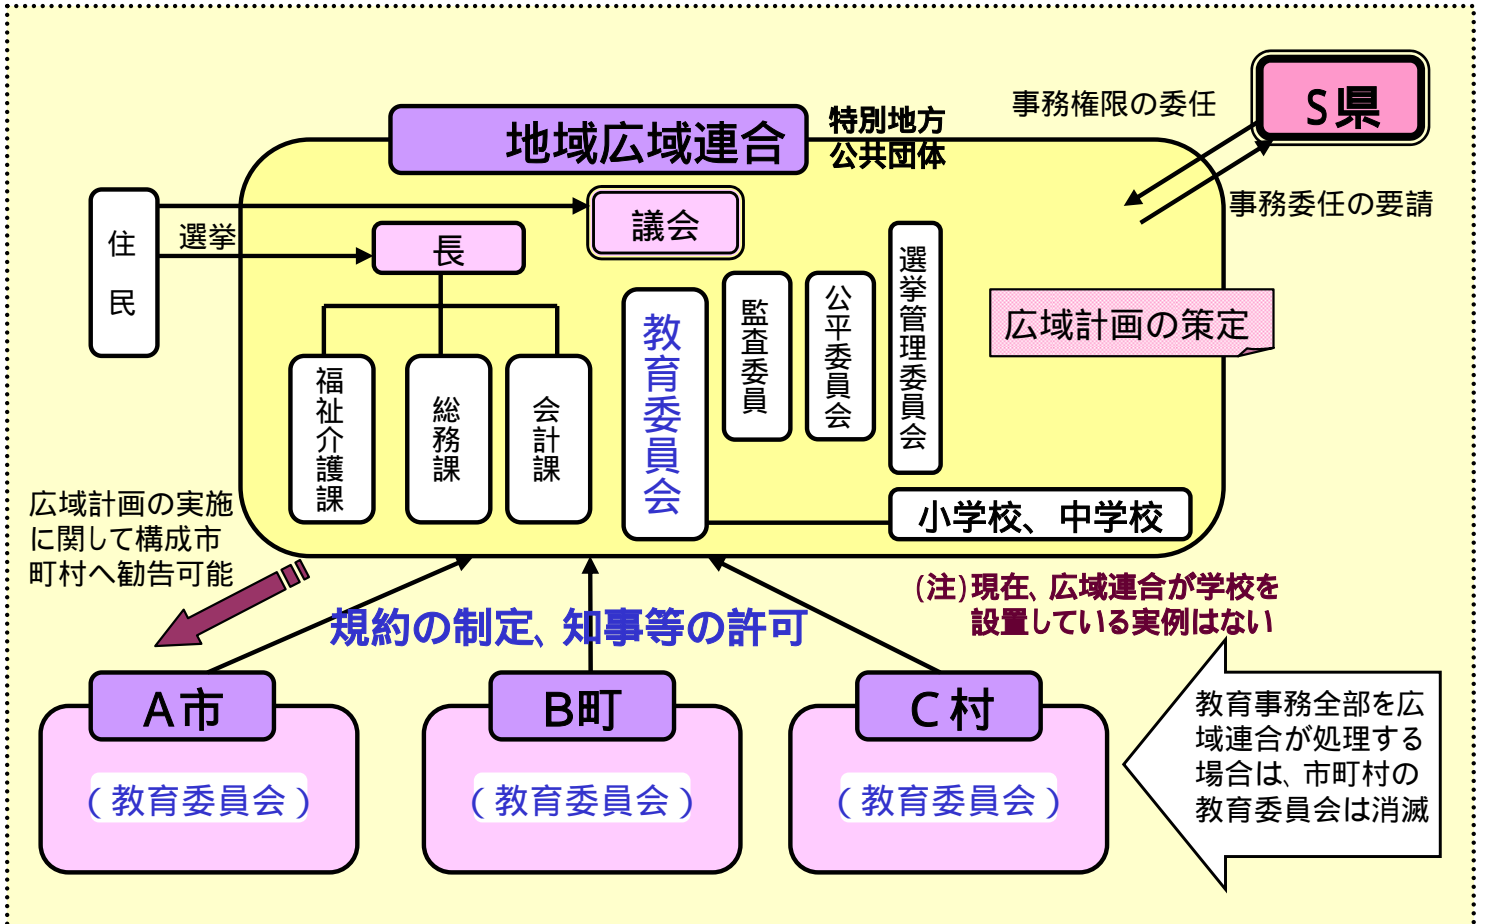 S県
事務権限の委任
地域広域連合
特別地方
公共団体
事務委任の要請
住民
選挙
議会
長
選挙管理委員会
公平委員会
監査委員
教育委員会
広域計画の策定
福祉介護課
総務課
会計課
小学校、中学校
広域計画の実施
に関して構成市
町村へ勧告可能
(注)現在、広域連合が学校を
設置している実例はない
規約の制定、知事等の許可
A市
B町
C村
(教育委員会)
(教育委員会)
(教育委員会)
教育事務全部を広
域連合が処理する
場合は、市町村の
教育委員会は消滅